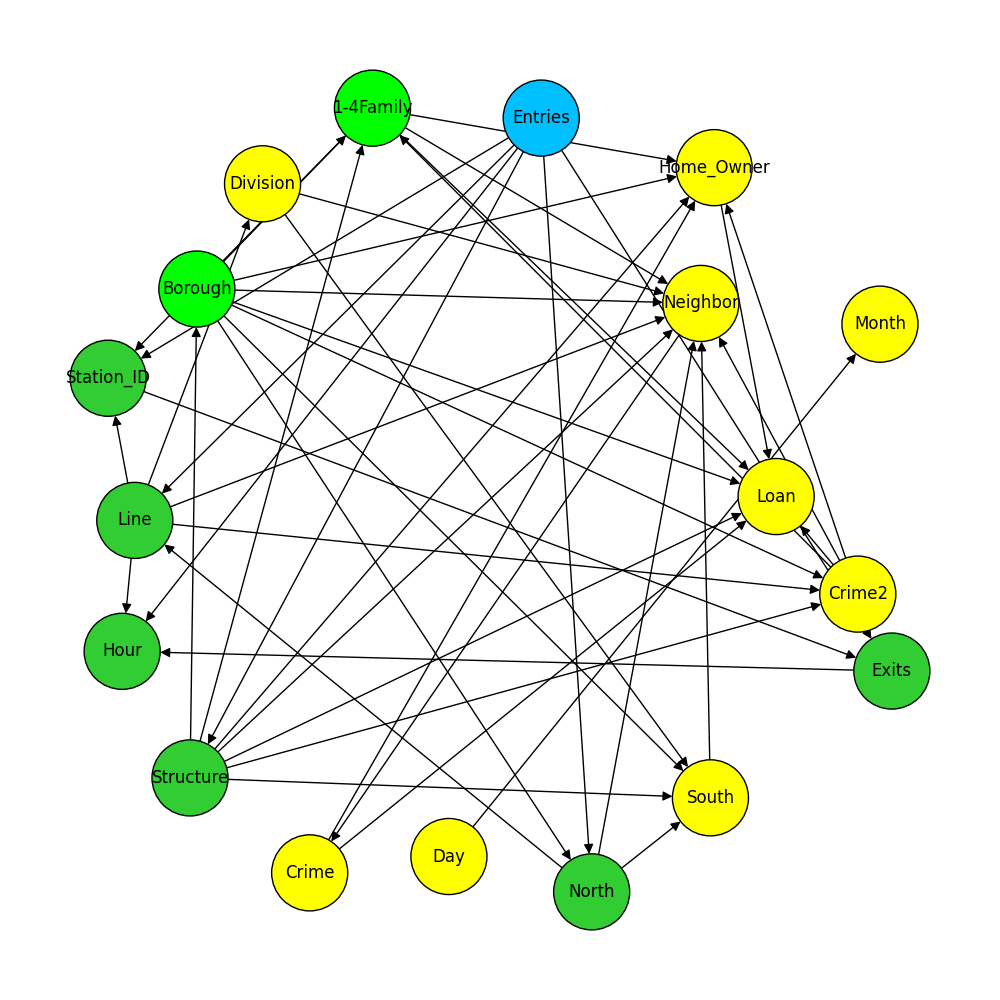 1-4Family
Entries
Home_Owner
Division
Borough
Neighbor
Month
Station_ID
Loan
Line
Crime2
Hour
Exits
Structure
South
Crime
Day
North